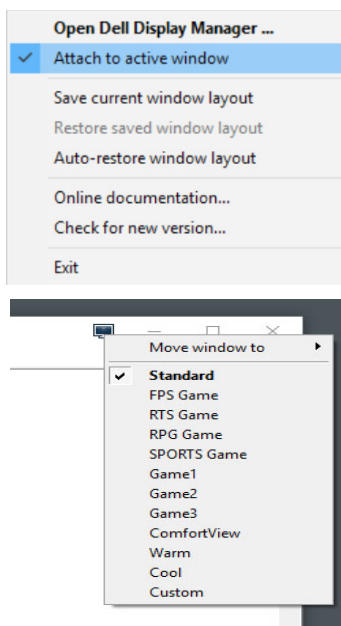 Open Dell Display Manager ...
Attach to active window
Save current window layout
Restore saved window layout
Auto-restore window layout
Online documentation...
Check for new version...
Exit
Move window to
Standard
FPS Game
RTS Game
RPG Game
SPORTS Game
Game1
Game2
Game3
ComfortView
Warm
Cool
Custom